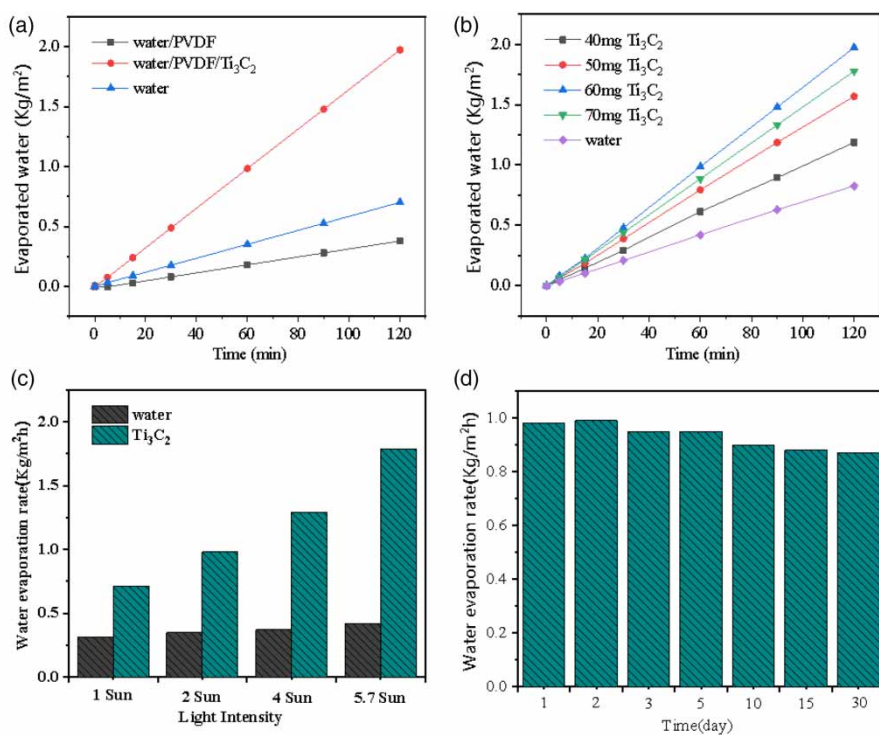 (a)
water/PVDF
water/PVDF/Ti₃C₂
water
2.0
1.5
1.0
0.5
0.0
Evaporated water (Kg/m²)
0 20 40 60 80 100 120
Time (min)
(b)
40mg Ti₃C₂
50mg Ti₃C₂
60mg Ti₃C₂
70mg Ti₃C₂
water
2.0
1.5
1.0
0.5
0.0
Evaporated water (Kg/m²)
0 20 40 60 80 100 120
Time (min)
(c)
water
Ti₃C₂
2.0
1.5
1.0
0.5
0.0
Water evaporation rate(Kg/m²h)
1 Sun 2 Sun 4 Sun 5.7 Sun
Light Intensity
(d)
1.0
0.8
0.6
0.4
0.2
0.0
Water evaporation rate(Kg/m²h)
1 2 3 5 10 15 30
Time(day)